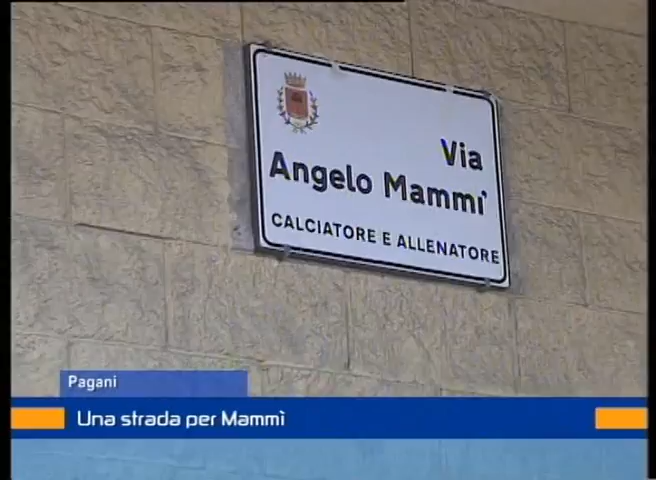 Via
Angelo Mammi'
CALCIATORE E ALLENATORE
Pagani
Una strada per Mammì